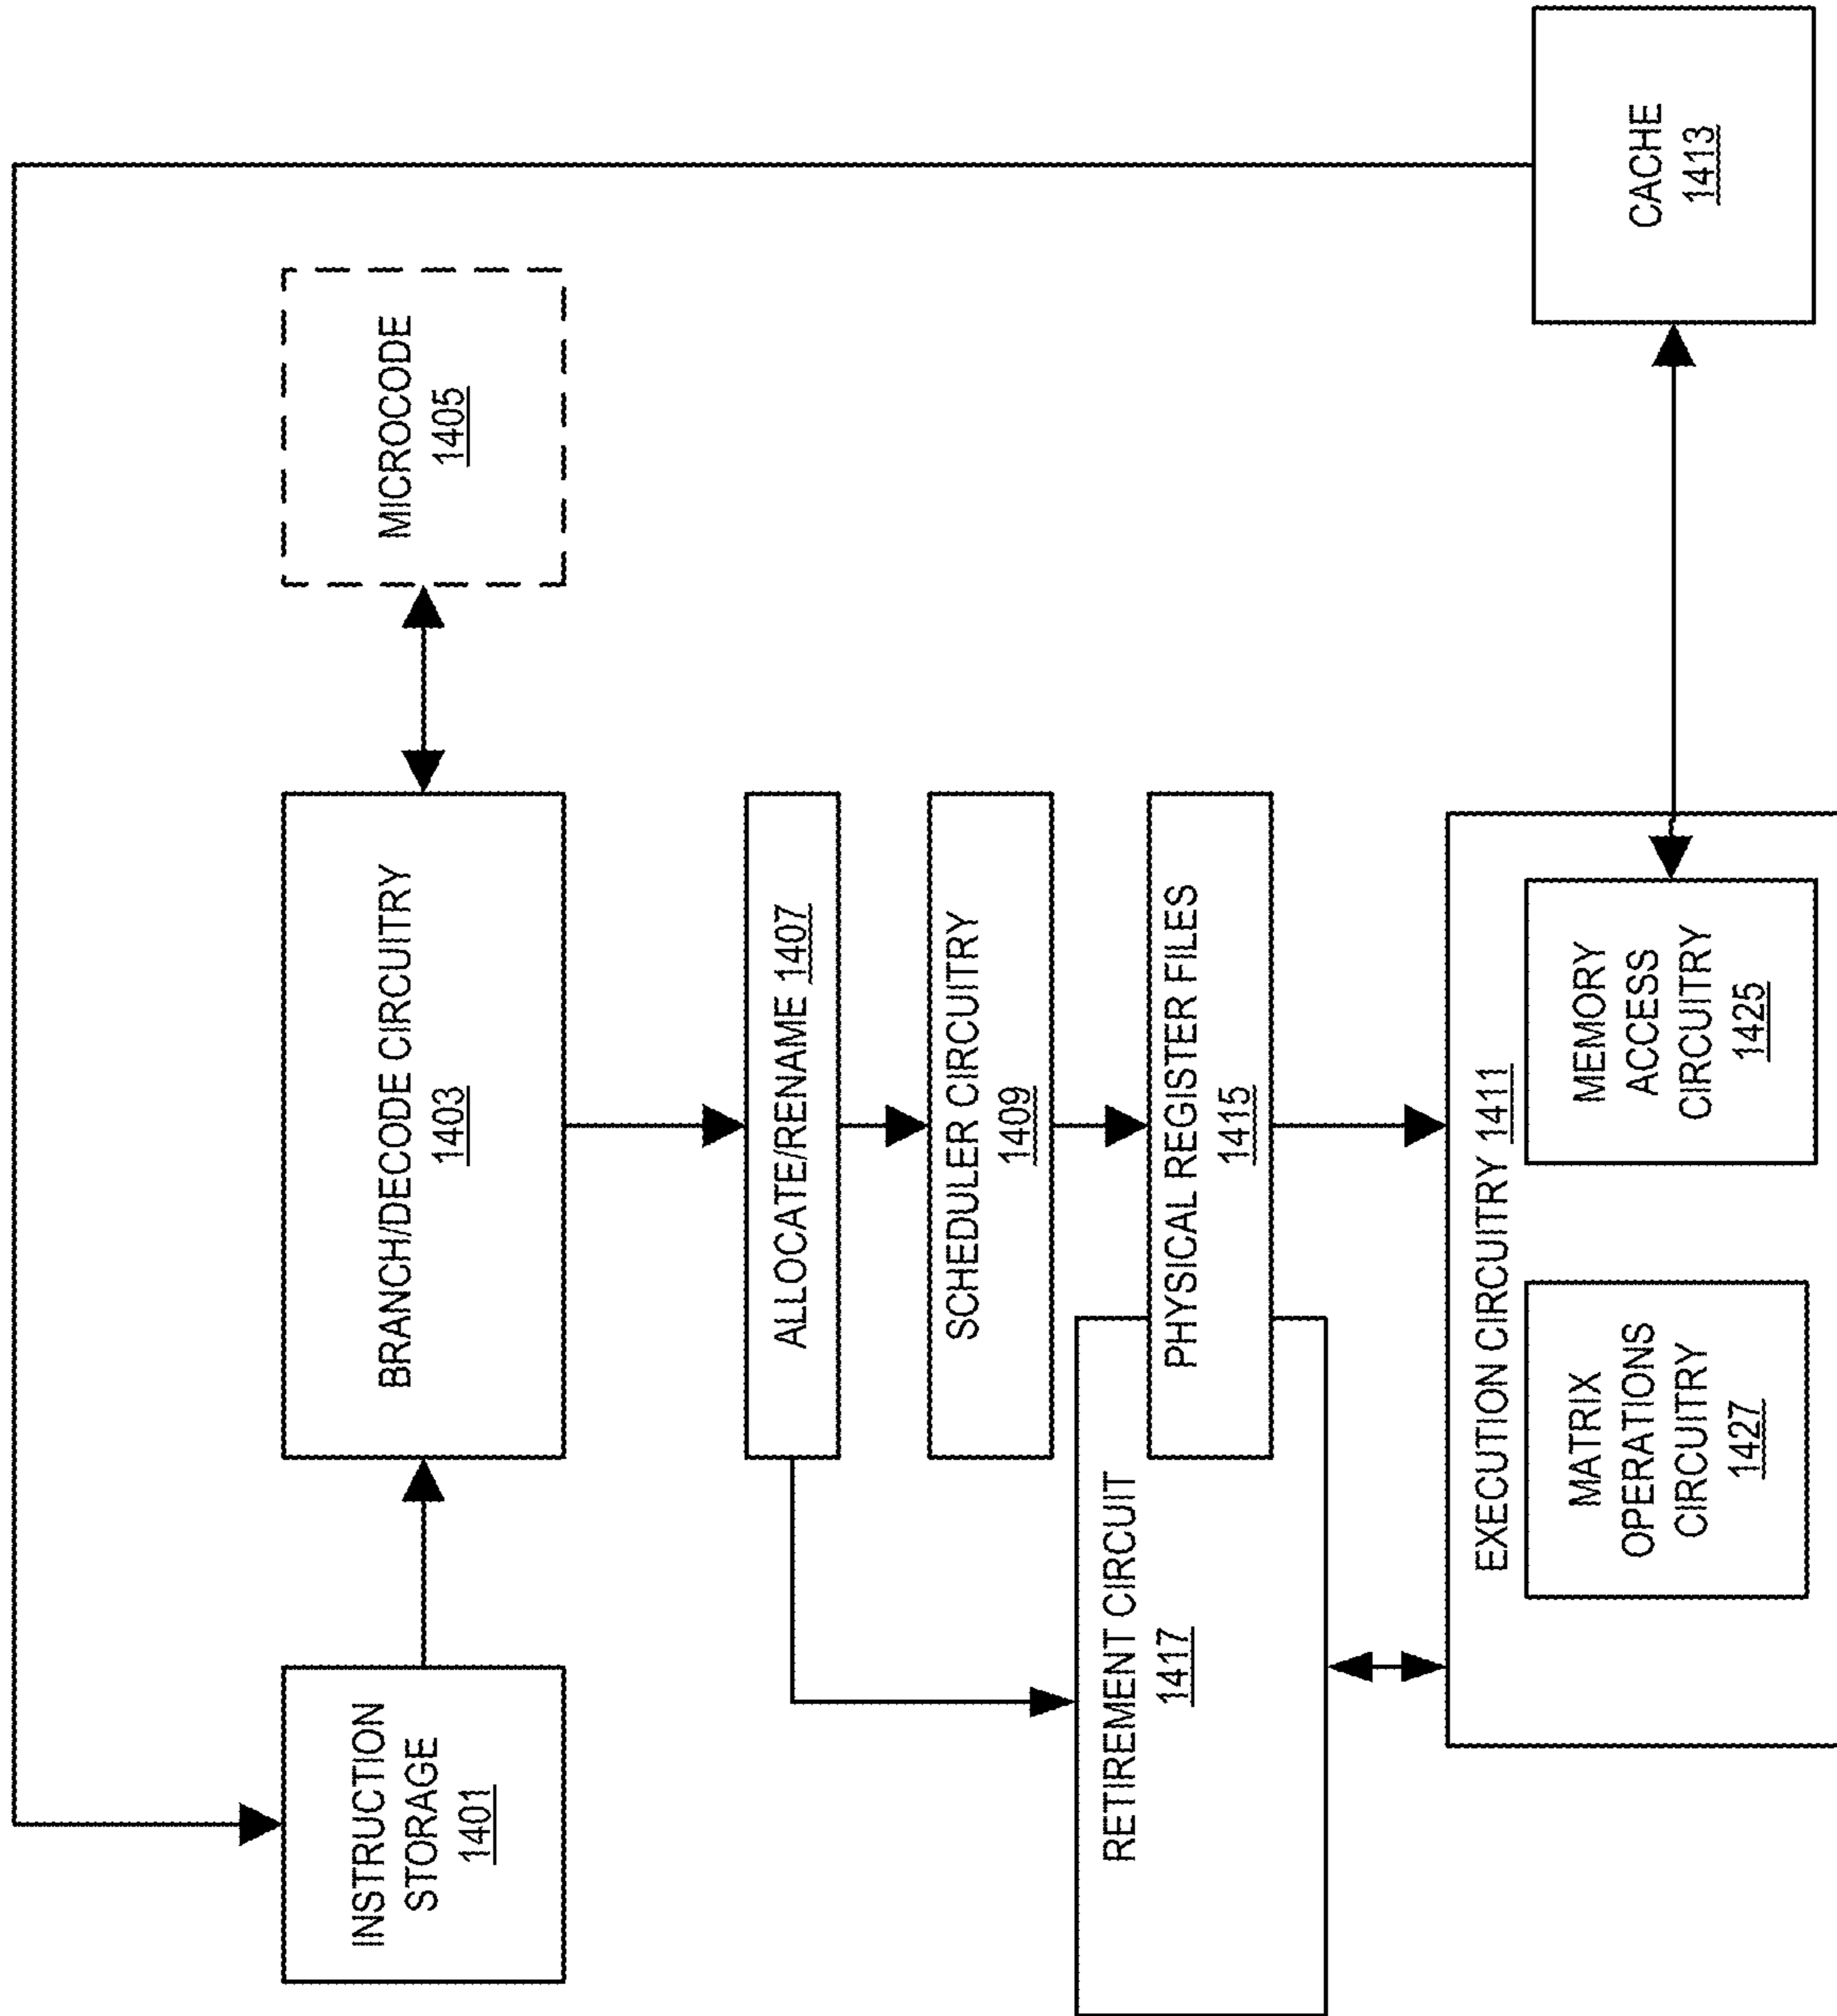 INSTRUCTION
STORAGE
1401
BRANCH/DECODE CIRCUITRY
1403
MICROCODE
1405
ALLOCATE/RENAME 1407
SCHEDULER CIRCUITRY
1409
RETIREMENT CIRCUIT
1417
PHYSICAL REGISTER FILES
1415
EXECUTION CIRCUITRY 1411
MATRIX
OPERATIONS
CIRCUITRY
1427
MEMORY
ACCESS
CIRCUITRY
1425
CACHE
1413